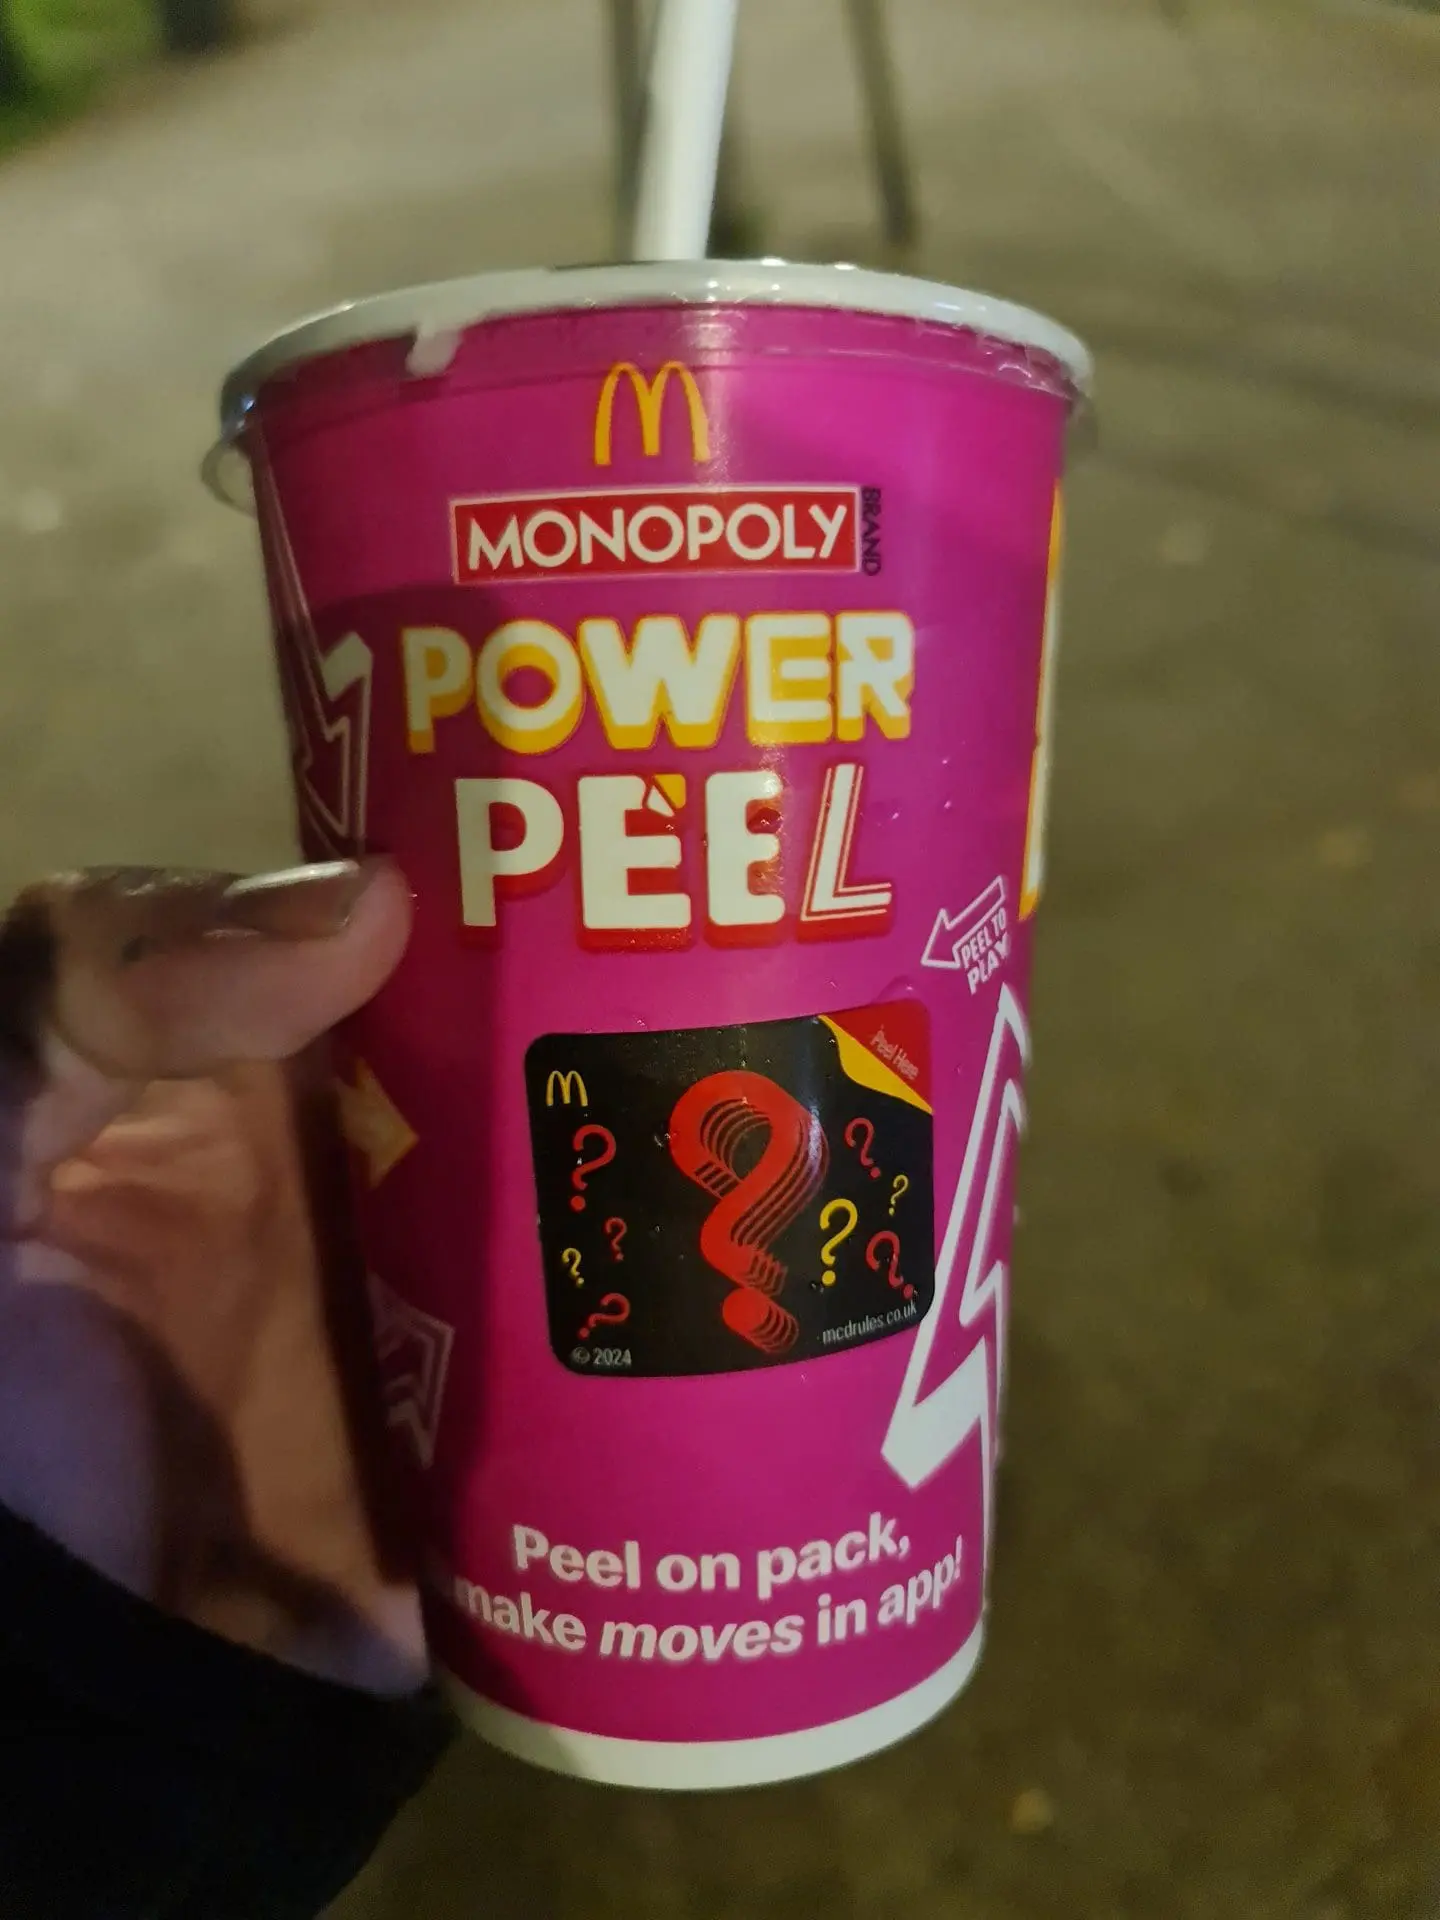 MONOPOLY BRAND
POWER
PEEL
PEEL TO
PLAY
Peel Here
© 2024
mcdrules.co.uk
Peel on pack,
make moves in app!